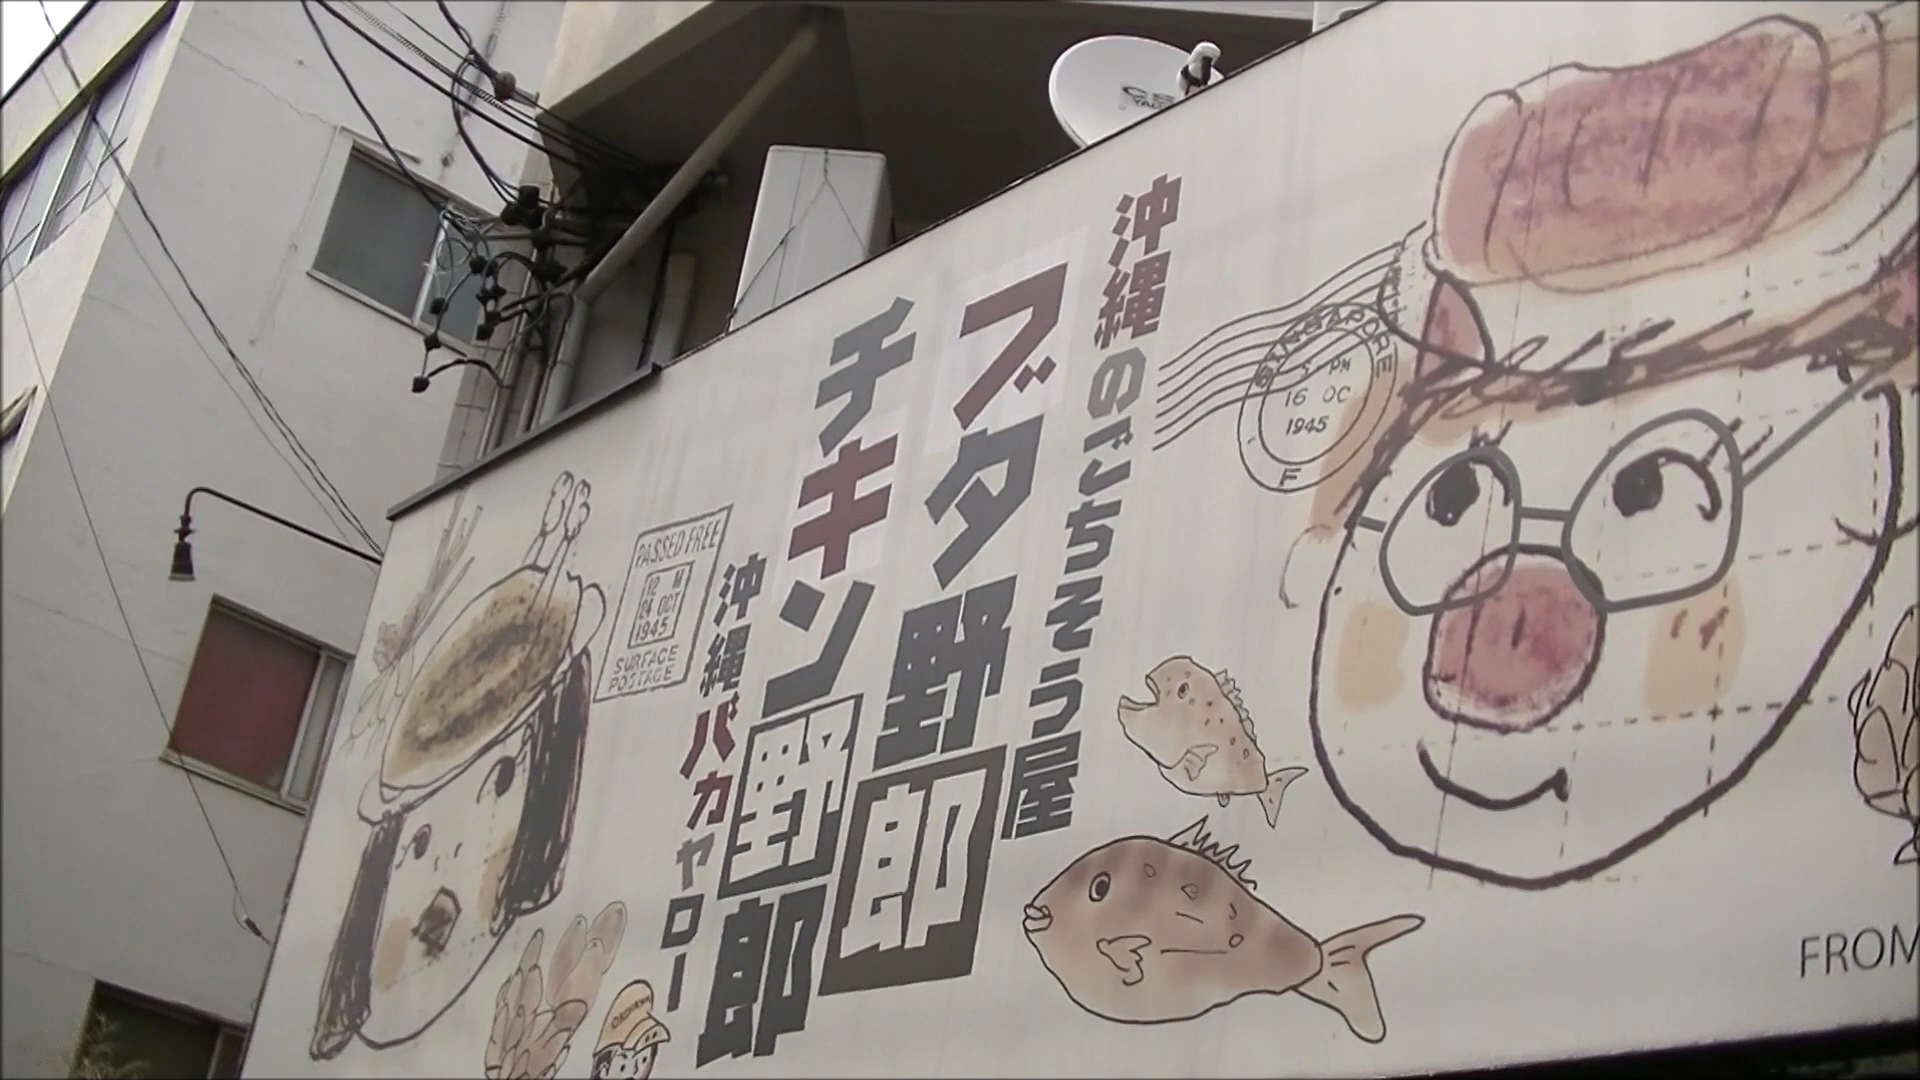 沖縄のごちそう屋
ブタ野郎
チキン野郎
沖縄バカャロー
PASSED FREE
12 M
24 OCT
1945
SURFACE
POSTAGE
SINGAPORE
5 PM
16 OC
1945
F
FROM